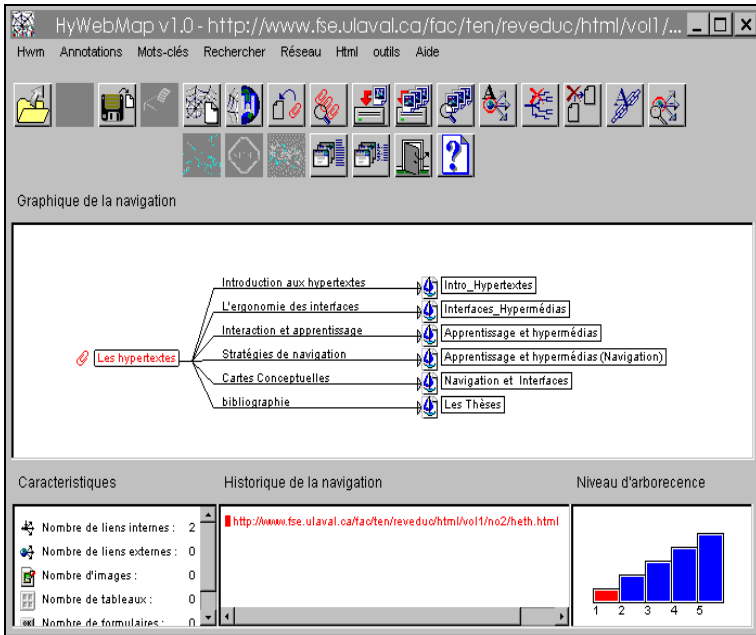 HyWebMap v1.0 - http://www.fse.ulaval.ca/fac/ten/reveduc/html/vol1/...
Hwm Annotations Mots-clés Rechercher Réseau Html outils Aide
Graphique de la navigation
Les hypertextes
Introduction aux hypertextes Intro_Hypertextes
L'ergonomie des interfaces Interfaces_Hypermédias
Interaction et apprentissage Apprentissage et hypermédias
Stratégies de navigation Apprentissage et hypermédias (Navigation)
Cartes Conceptuelles Navigation et Interfaces
bibliographie Les Thèses
Caracteristiques
Nombre de liens internes : 2
Nombre de liens externes : 0
Nombre d'images : 0
Nombre de tableaux : 0
Nombre de formulaires : 0
Historique de la navigation
http://www.fse.ulaval.ca/fac/ten/reveduc/html/vol1/no2/heth.html
Niveau d'arborecence
1 2 3 4 5